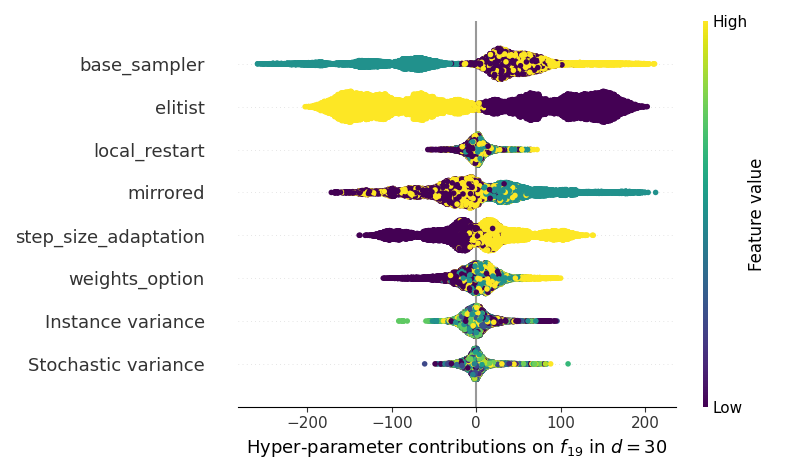 High
base_sampler
elitist
local_restart
mirrored
step_size_adaptation
weights_option
Instance variance
Stochastic variance
Feature value
Low
−200 −100 0 100 200
Hyper-parameter contributions on f19 in d = 30